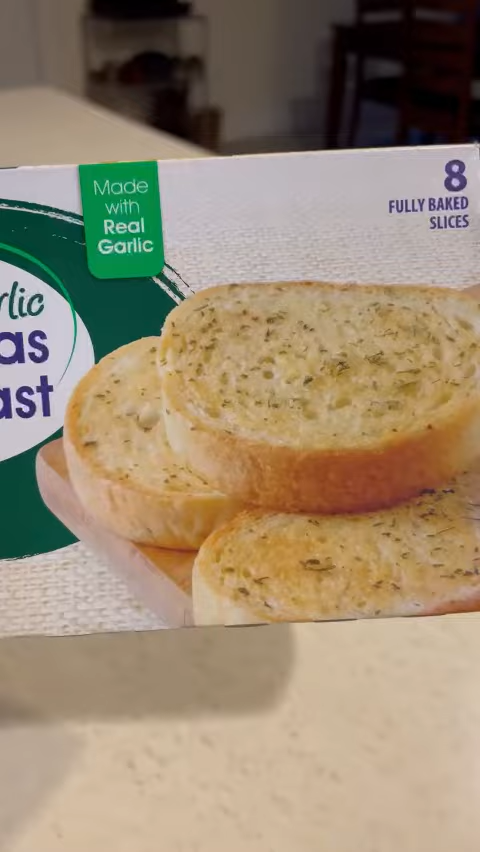 Made
with
Real
Garlic
8
FULLY BAKED
SLICES
rlic
as
ast